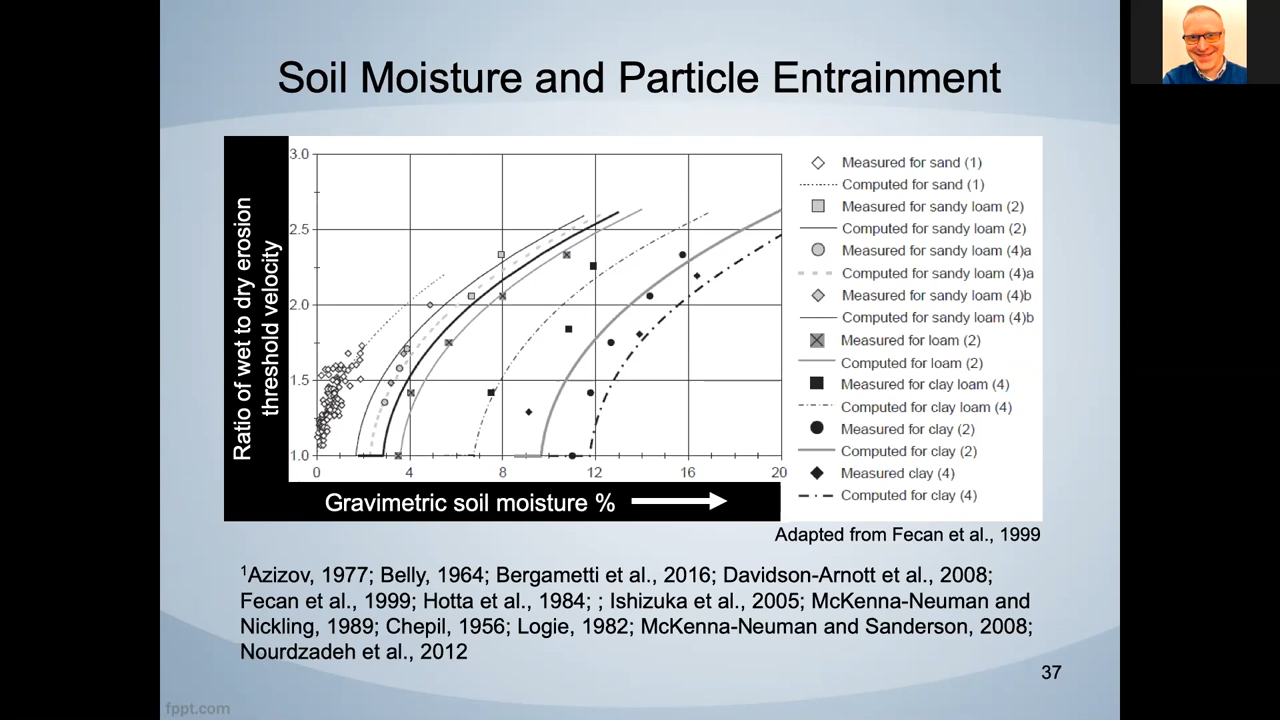 Soil Moisture and Particle Entrainment
Ratio of wet to dry erosion
threshold velocity
3.0
2.5
2.0
1.5
1.0
0
4
8
12
16
20
Gravimetric soil moisture %
Measured for sand (1)
Computed for sand (1)
Measured for sandy loam (2)
Computed for sandy loam (2)
Measured for sandy loam (4)a
Computed for sandy loam (4)a
Measured for sandy loam (4)b
Computed for sandy loam (4)b
Measured for loam (2)
Computed for loam (2)
Measured for clay loam (4)
Computed for clay loam (4)
Measured for clay (2)
Computed for clay (2)
Measured clay (4)
Computed for clay (4)
Adapted from Fecan et al., 1999
1Azizov, 1977; Belly, 1964; Bergametti et al., 2016; Davidson-Arnott et al., 2008;
Fecan et al., 1999; Hotta et al., 1984; ; Ishizuka et al., 2005; McKenna-Neuman and
Nickling, 1989; Chepil, 1956; Logie, 1982; McKenna-Neuman and Sanderson, 2008;
Nourdzadeh et al., 2012
37
fppt.com